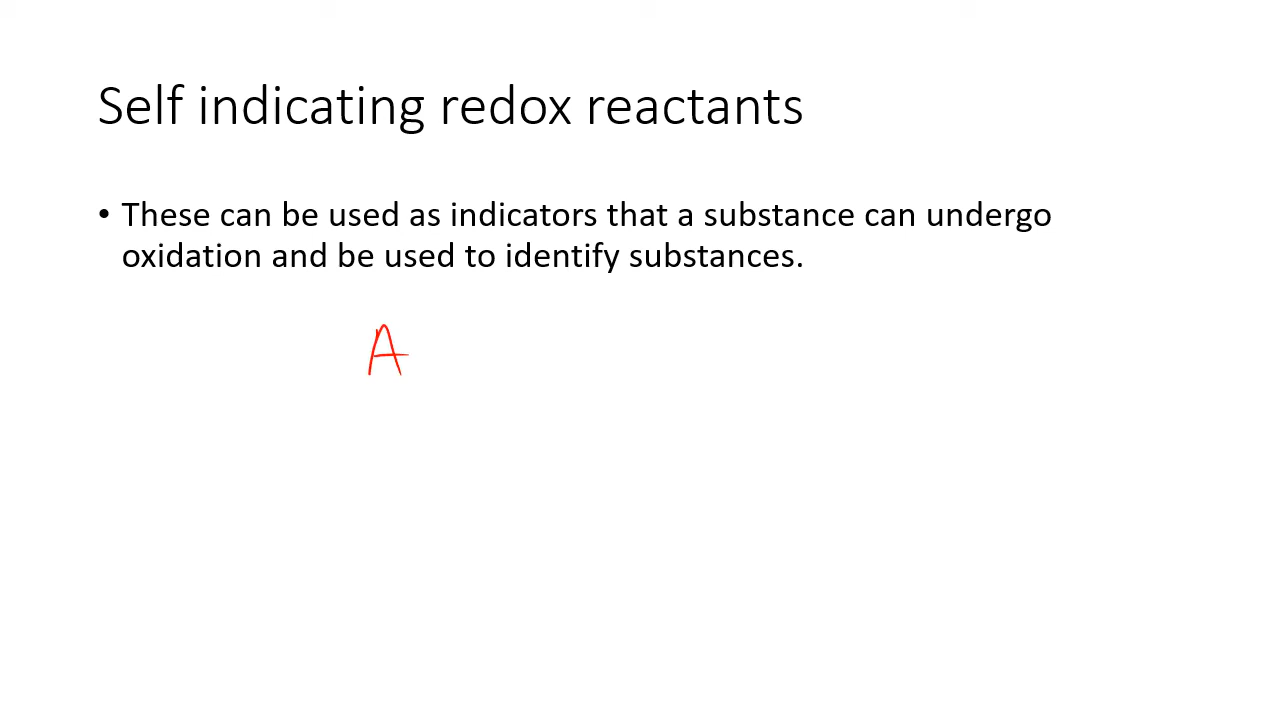 Self indicating redox reactants
• These can be used as indicators that a substance can undergo
oxidation and be used to identify substances.
A